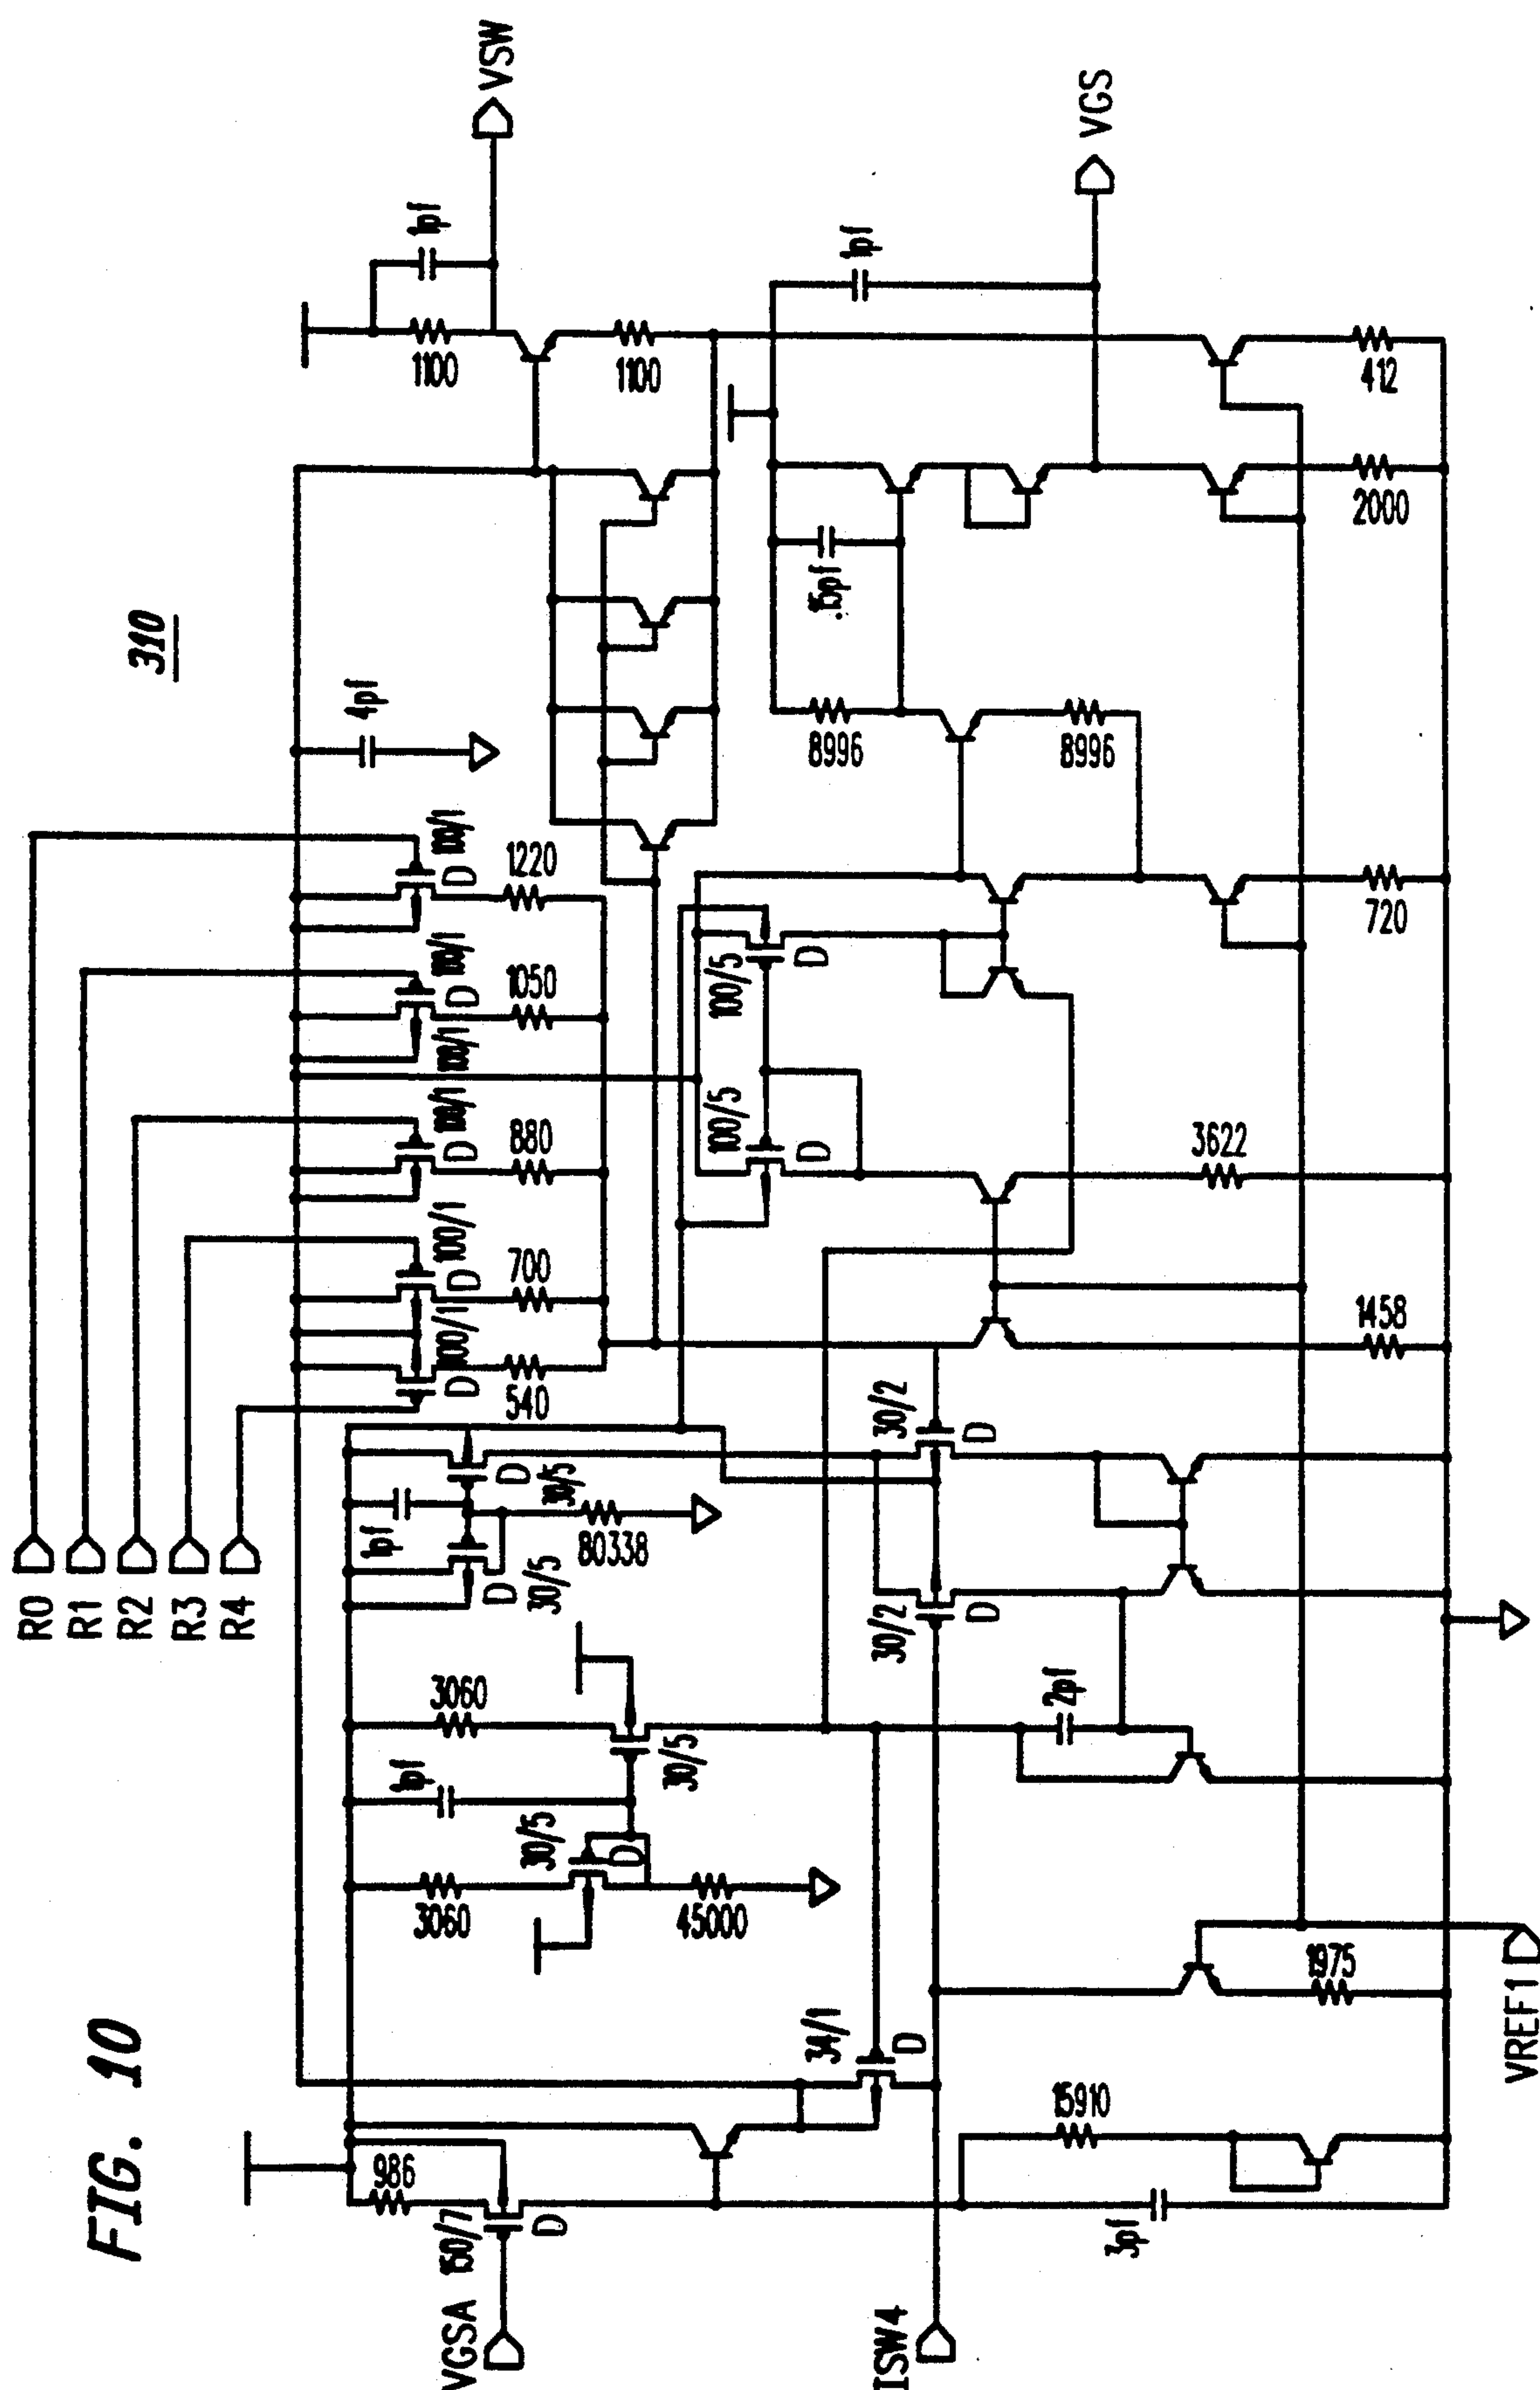 FIG. 10
310
R0
R1
R2
R3
R4
VSW
VGS
VGSA
ISW4
VREF1
1pf
1100
1100
1pf
.15pf
412
2000
4pf
8996
8996
720
100/1
D
1220
100/1
D
1050
100/1
100/1
D
880
100/1
D
700
100/1
D
540
100/5
D
100/5
D
3622
1458
30/2
D
30/2
D
1pf
D
30/5
D
30/5
80338
3060
1pf
30/5
30/5
D
3060
45000
2pf
1975
34/1
D
15910
3pf
986
150/7
D